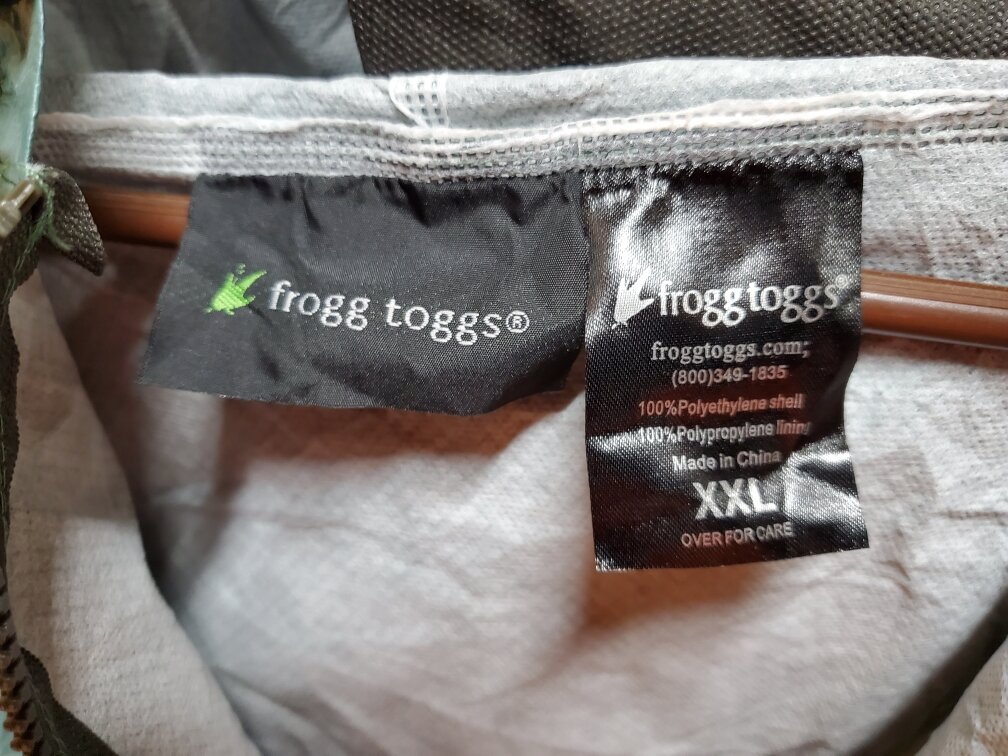 frogg toggs®
froggtoggs®
froggtoggs.com;
(800)349-1835
100%Polyethylene shell
100%Polypropylene lining
Made in China
XXL
OVER FOR CARE